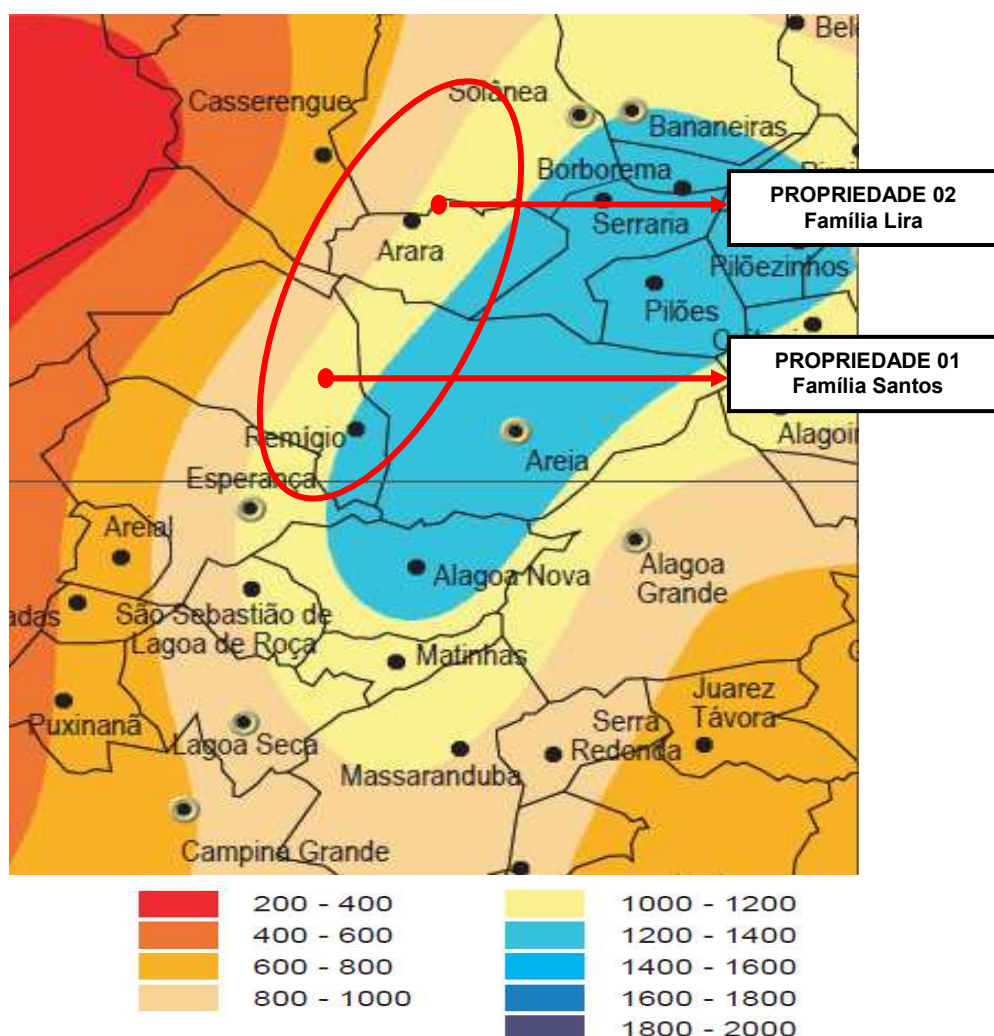 Casserengue
Solânea
Bananeiras
Borborema
PROPRIEDADE 02
Família Lira
Serraria
Arara
Pilõezinhos
Pilões
PROPRIEDADE 01
Família Santos
Remígio
Areia
Esperança
Areial
Alagoa Nova
Alagoa
Grande
São Sebastião de
Lagoa de Roça
Matinhas
Juarez
Távora
Puxinanã
Serra
Redonda
Lagoa Seca
Massaranduba
Campina Grande
200 - 400
400 - 600
600 - 800
800 - 1000
1000 - 1200
1200 - 1400
1400 - 1600
1600 - 1800
1800 - 2000